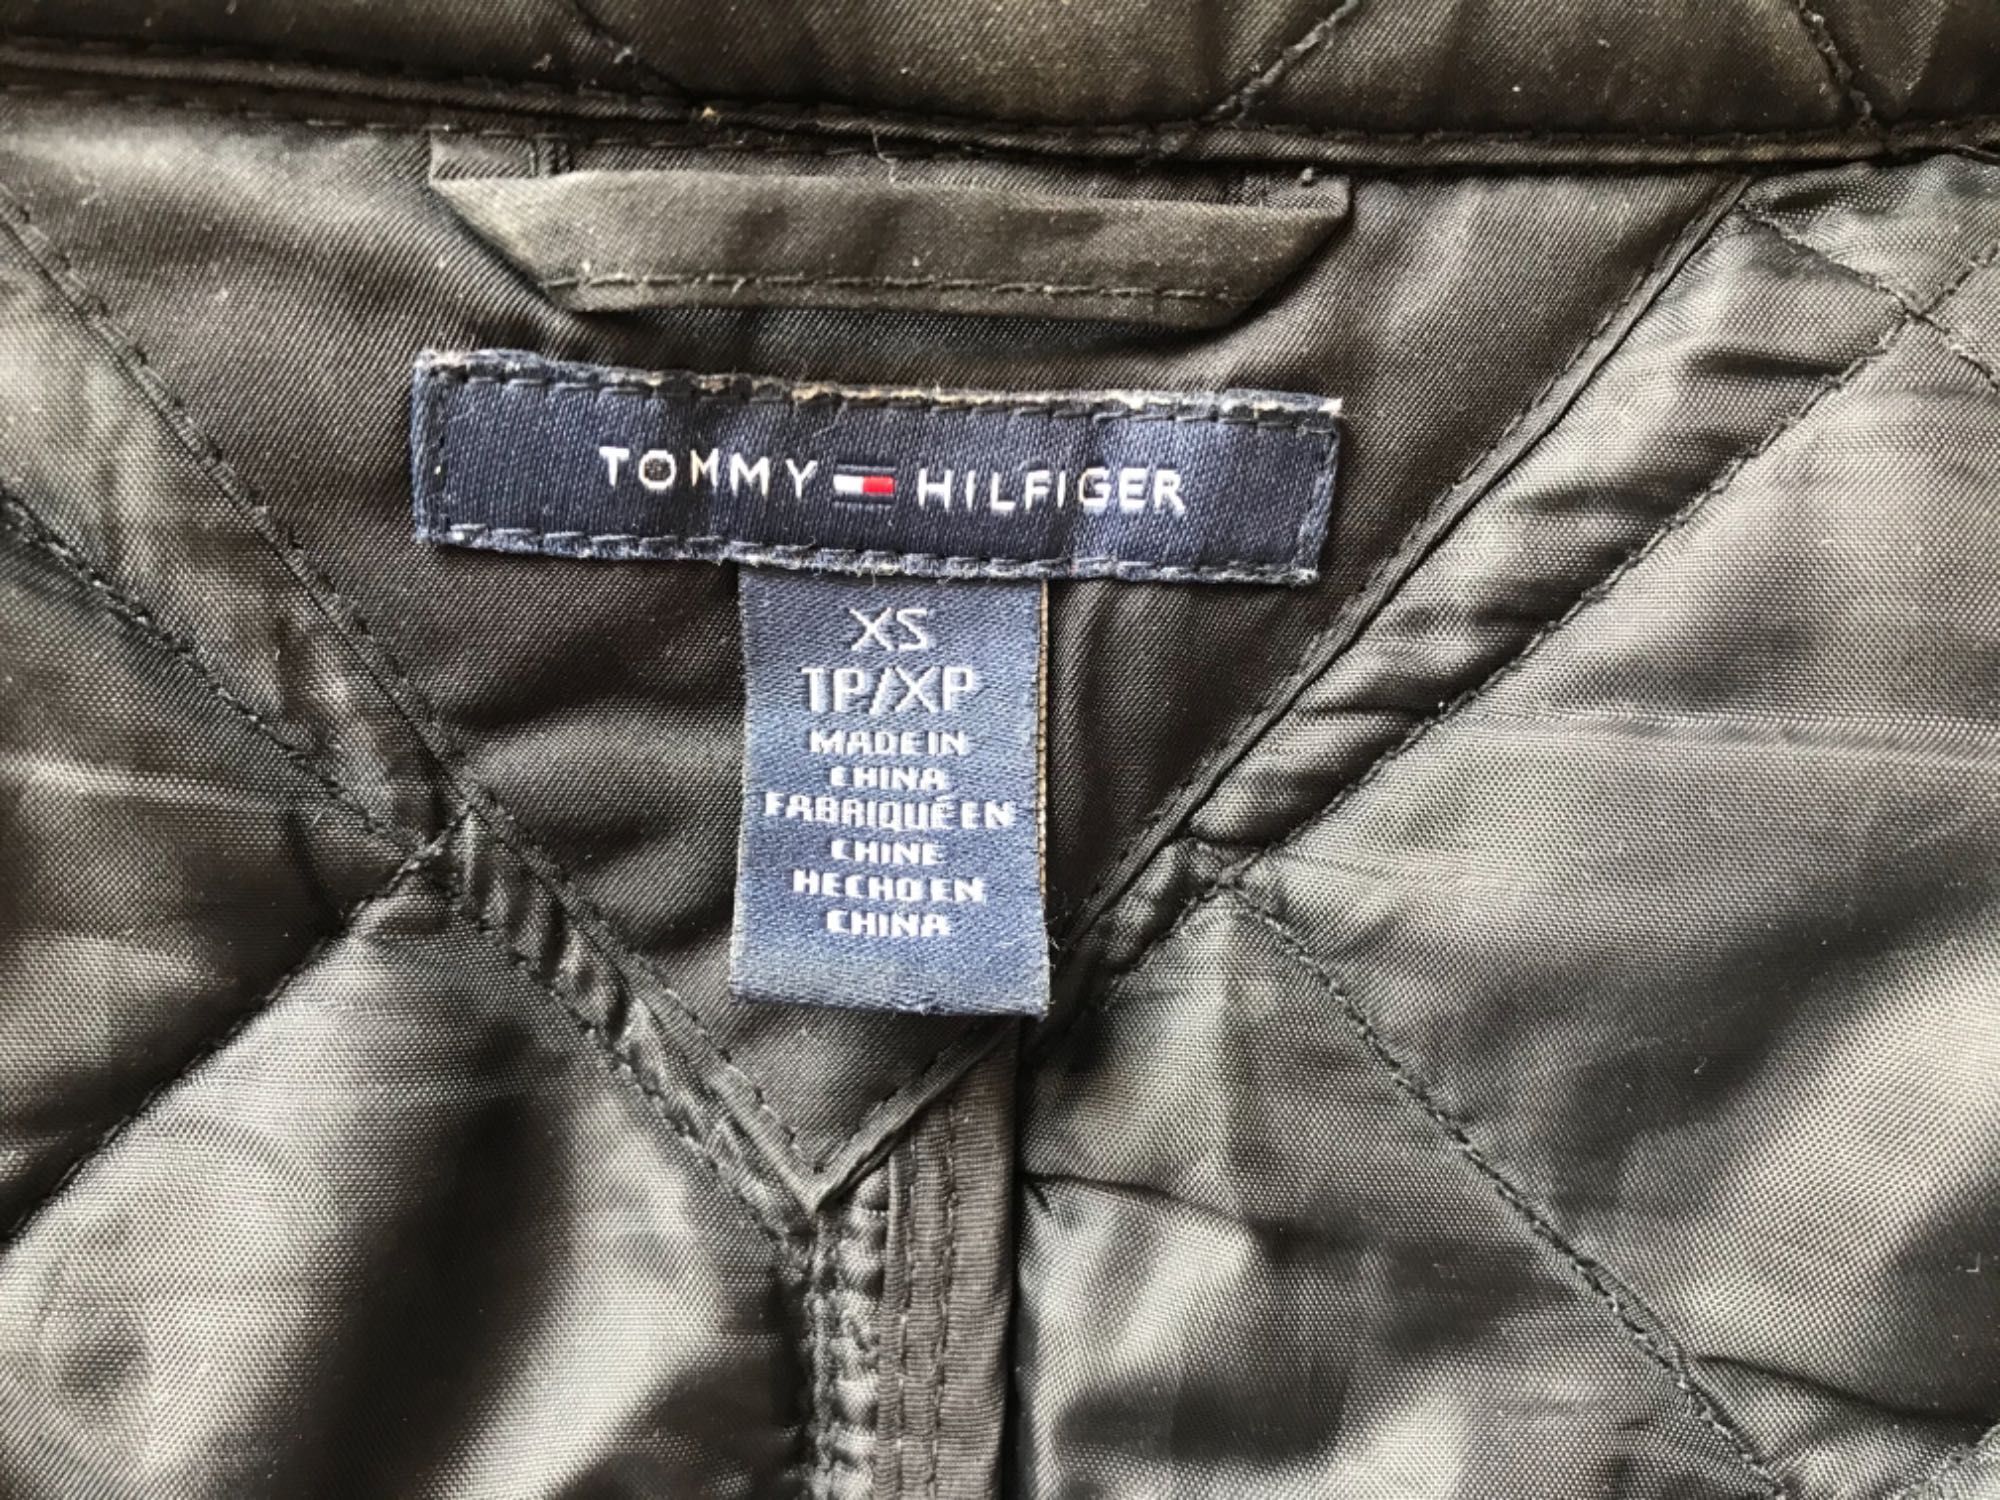 TOMMY HILFIGER
XS
TP/XP
MADE IN
CHINA
FABRIQUÉ EN
CHINE
HECHO EN
CHINA